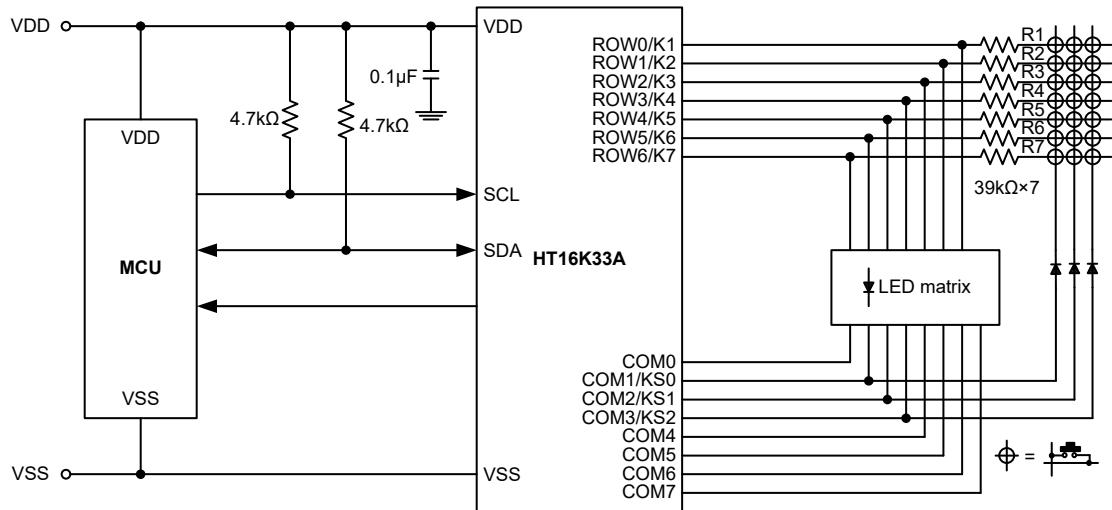 VDD
VDD
0.1µF
4.7kΩ
4.7kΩ
VDD
MCU
VSS
VSS
SCL
SDA
HT16K33A
VSS
ROW0/K1
ROW1/K2
ROW2/K3
ROW3/K4
ROW4/K5
ROW5/K6
ROW6/K7
R1
R2
R3
R4
R5
R6
R7
39kΩ×7
LED matrix
COM0
COM1/KS0
COM2/KS1
COM3/KS2
COM4
COM5
COM6
COM7
=